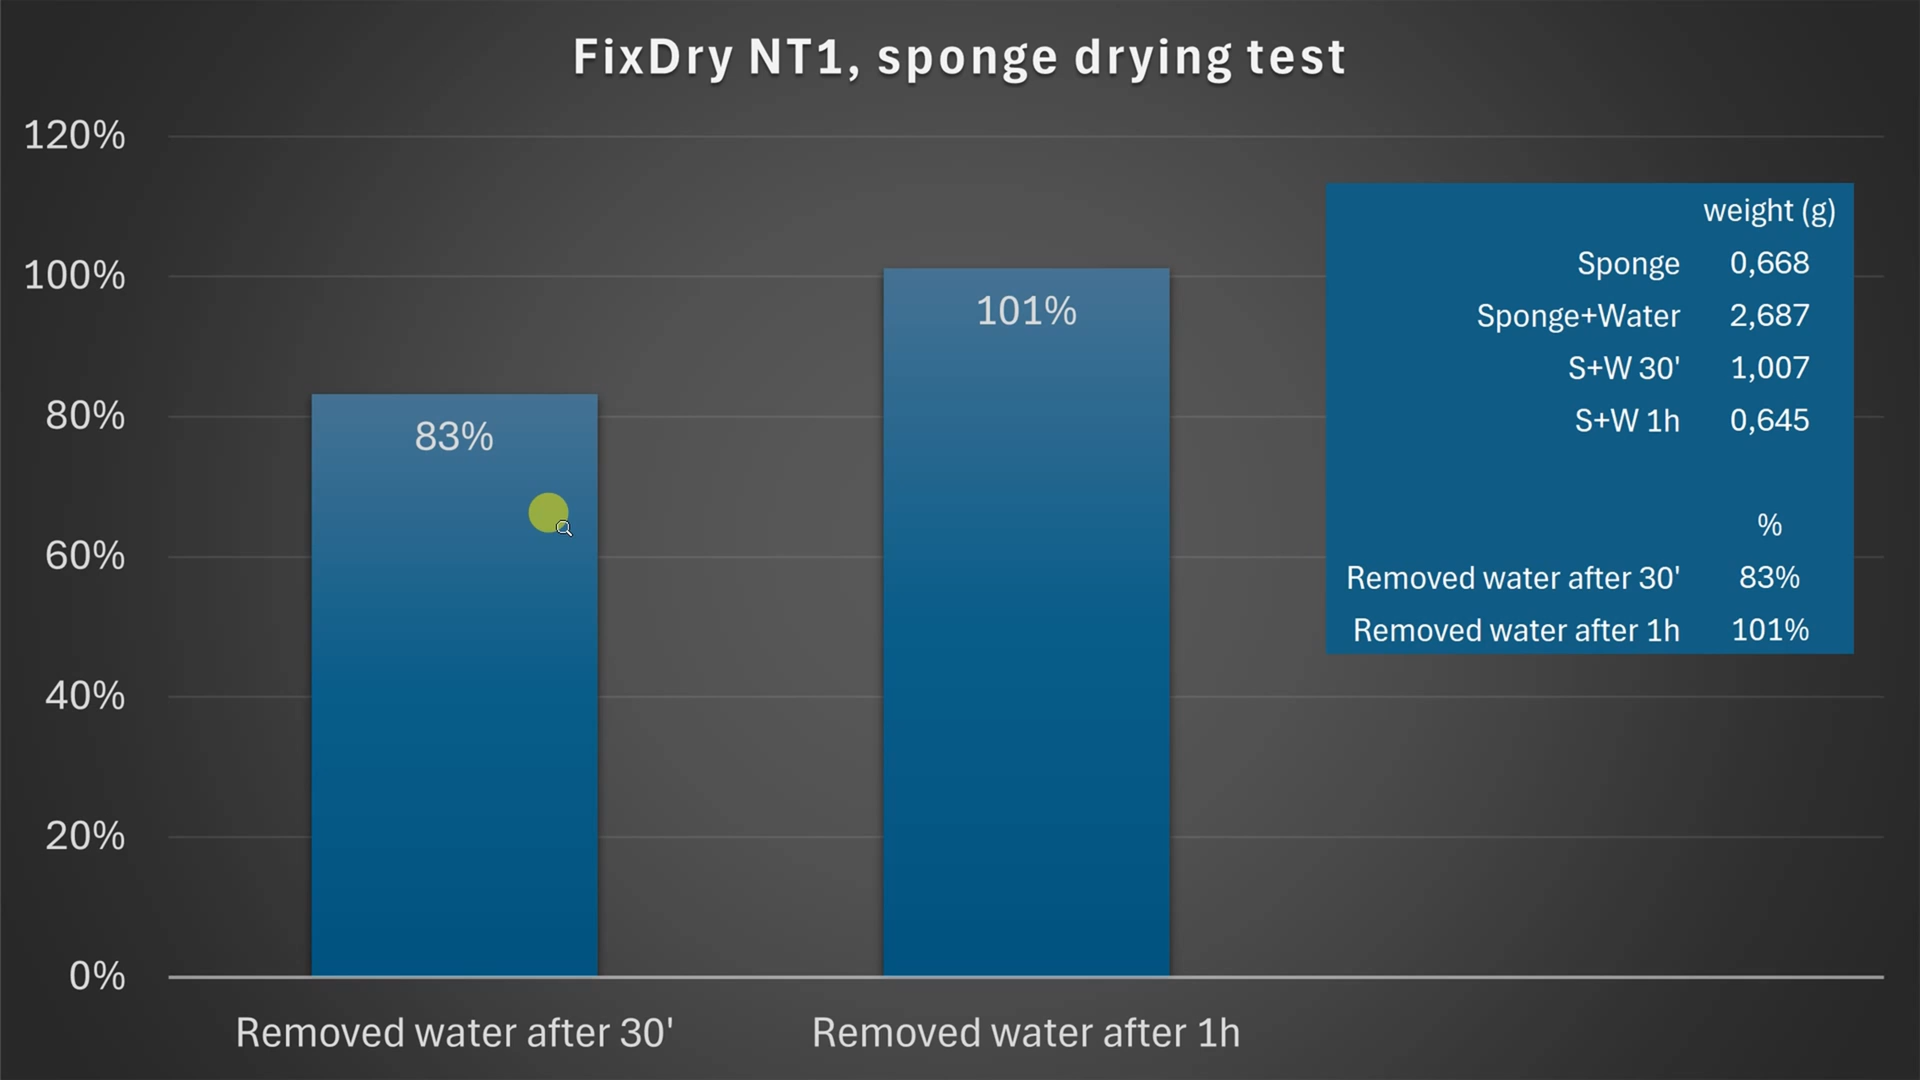 FixDry NT1, sponge drying test
120%
100%
80%
60%
40%
20%
0%
83%
101%
Removed water after 30'
Removed water after 1h
weight (g)
Sponge 0,668
Sponge+Water 2,687
S+W 30' 1,007
S+W 1h 0,645
%
Removed water after 30' 83%
Removed water after 1h 101%